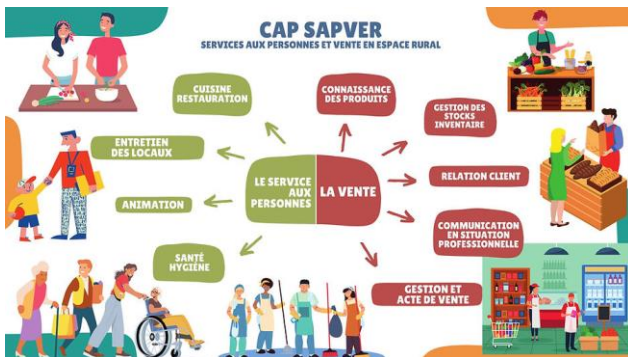 CAP SAPVER
SERVICES AUX PERSONNES ET VENTE EN ESPACE RURAL
CUISINE
RESTAURATION
ENTRETIEN
DES LOCAUX
ANIMATION
SANTÉ
HYGIÈNE
LE SERVICE
AUX
PERSONNES
LA VENTE
CONNAISSANCE
DES PRODUITS
GESTION DES
STOCKS
INVENTAIRE
RELATION CLIENT
COMMUNICATION
EN SITUATION
PROFESSIONNELLE
GESTION ET
ACTE DE VENTE